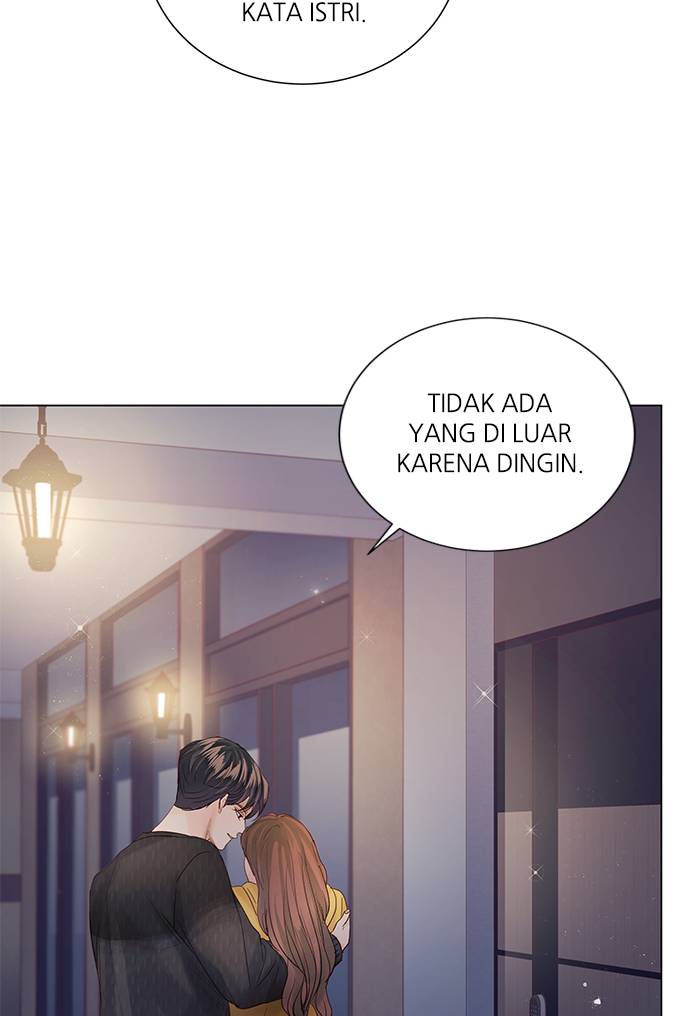 KATA ISTRI.
TIDAK ADA
YANG DI LUAR
KARENA DINGIN.